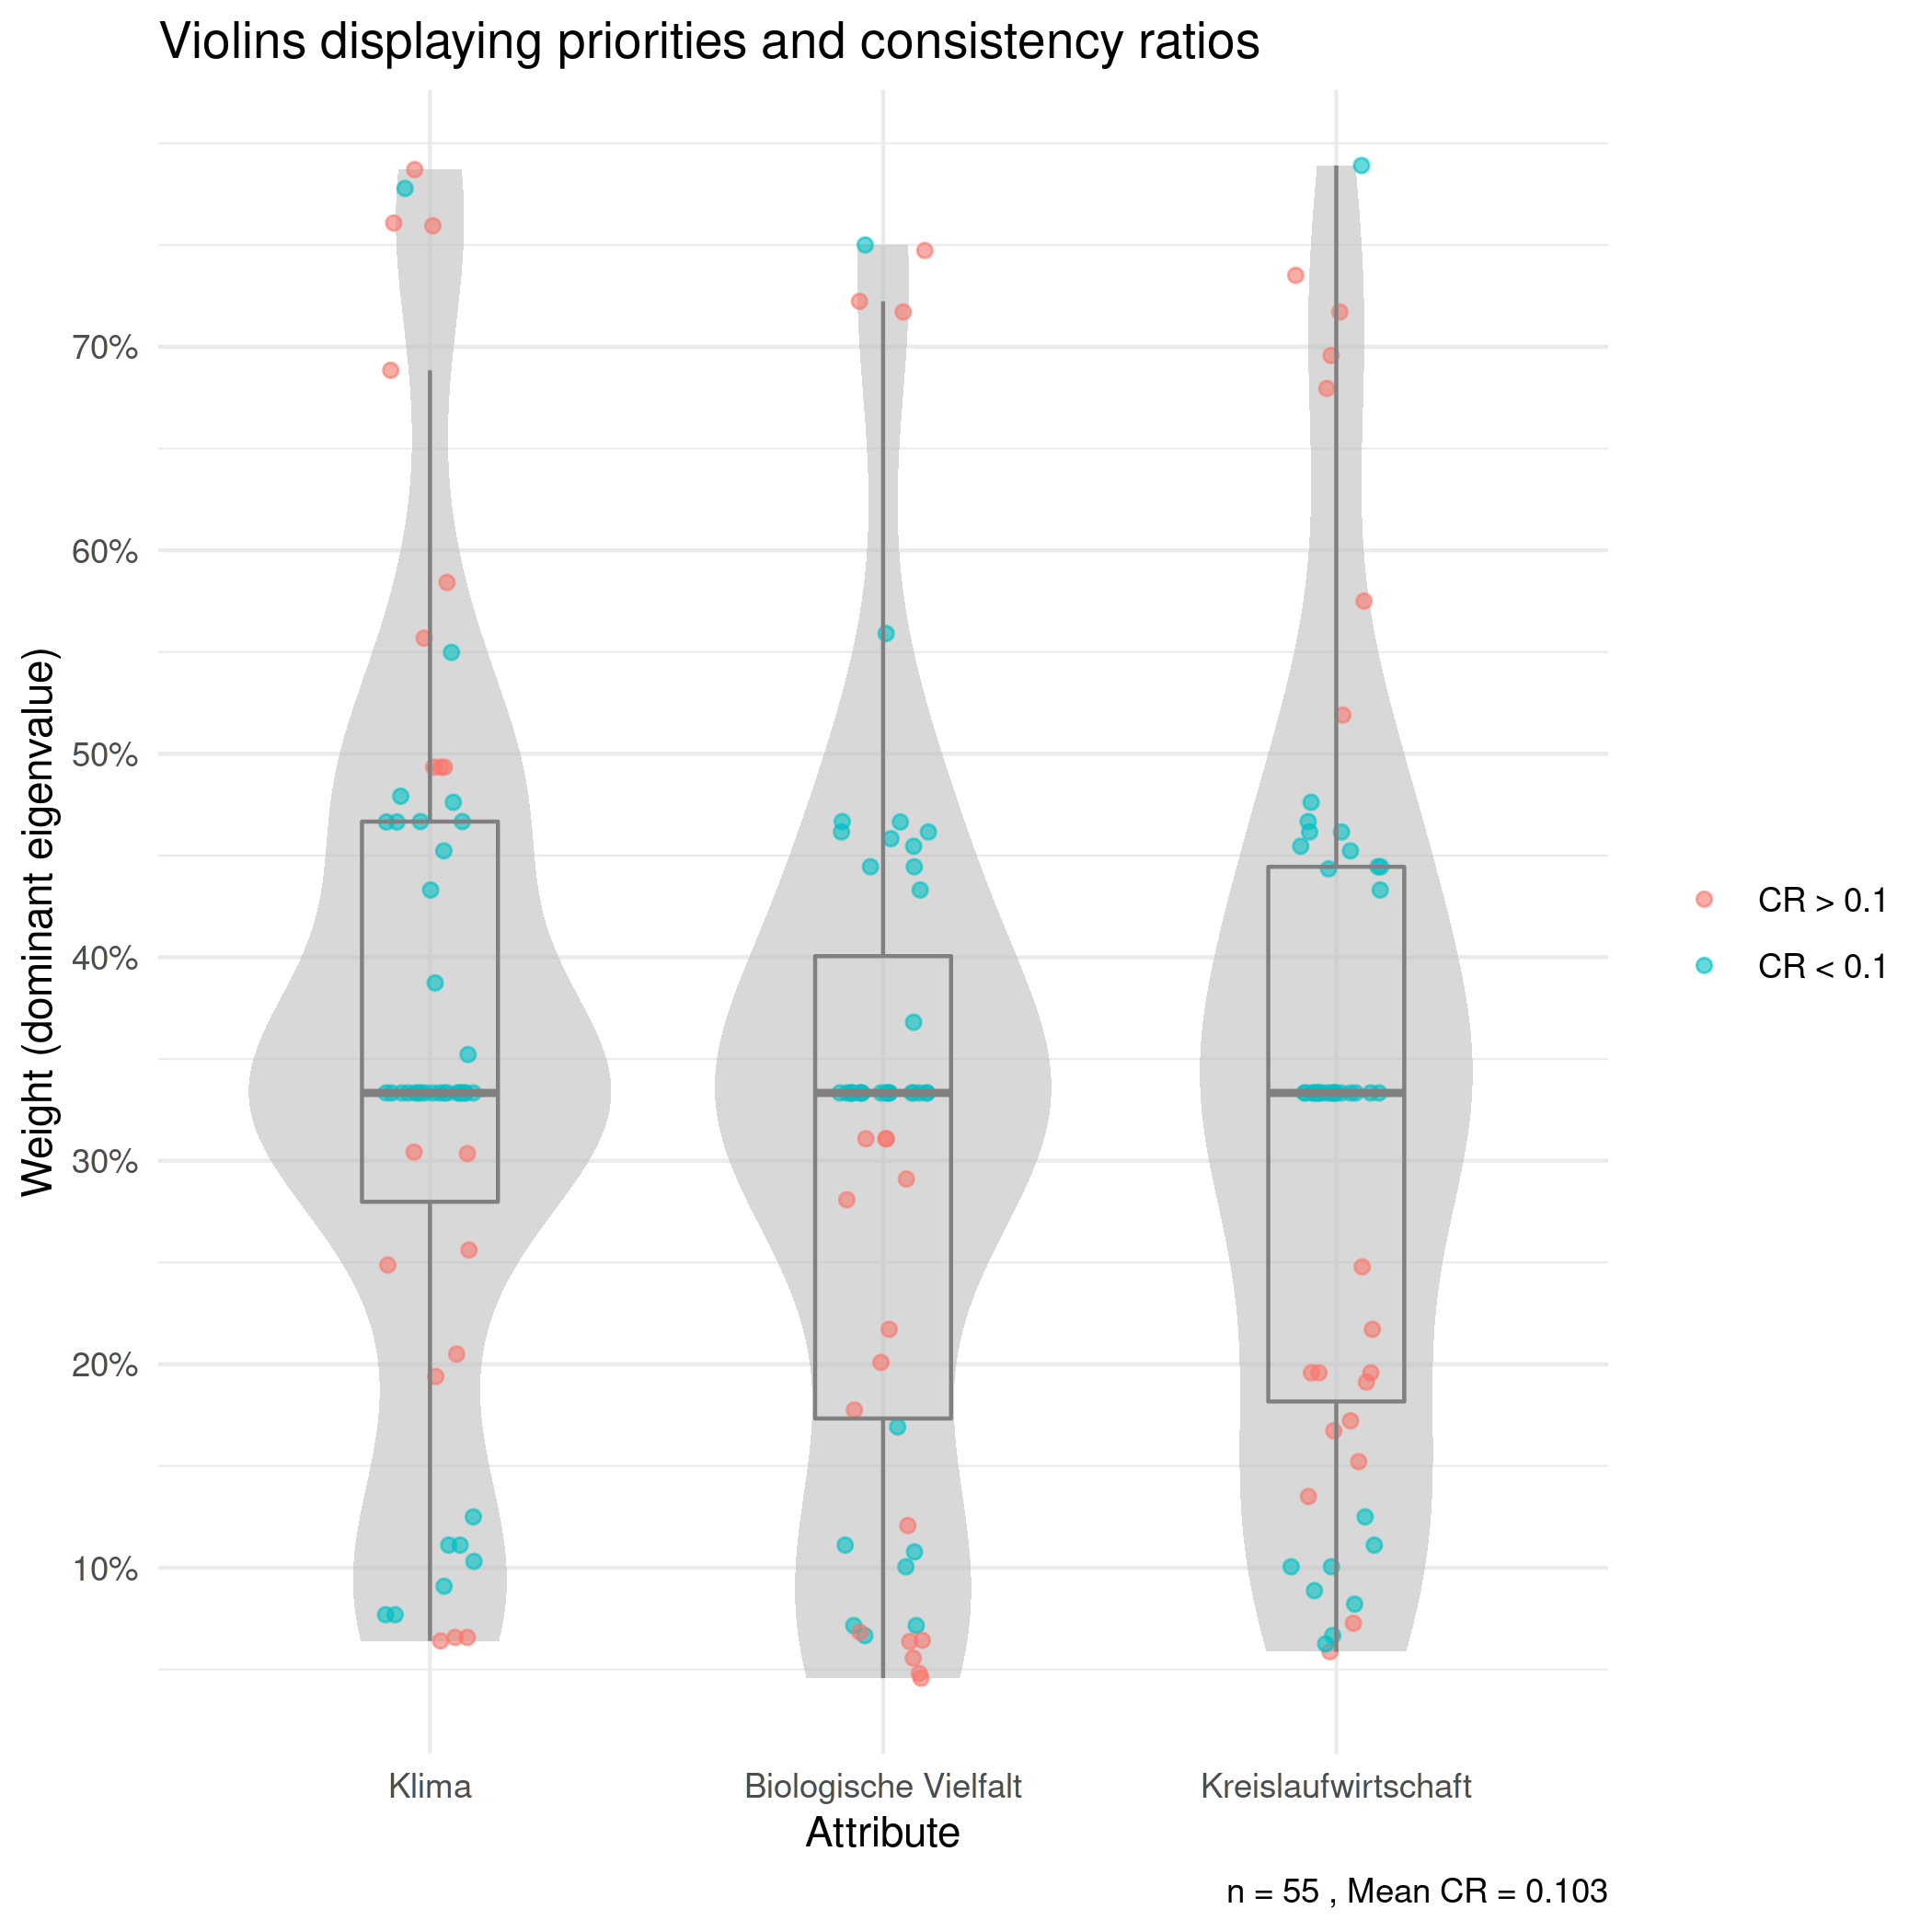 Violins displaying priorities and consistency ratios
Weight (dominant eigenvalue)
70%
60%
50%
40%
30%
20%
10%
CR > 0.1
CR < 0.1
Klima
Biologische Vielfalt
Kreislaufwirtschaft
Attribute
n = 55 , Mean CR = 0.103